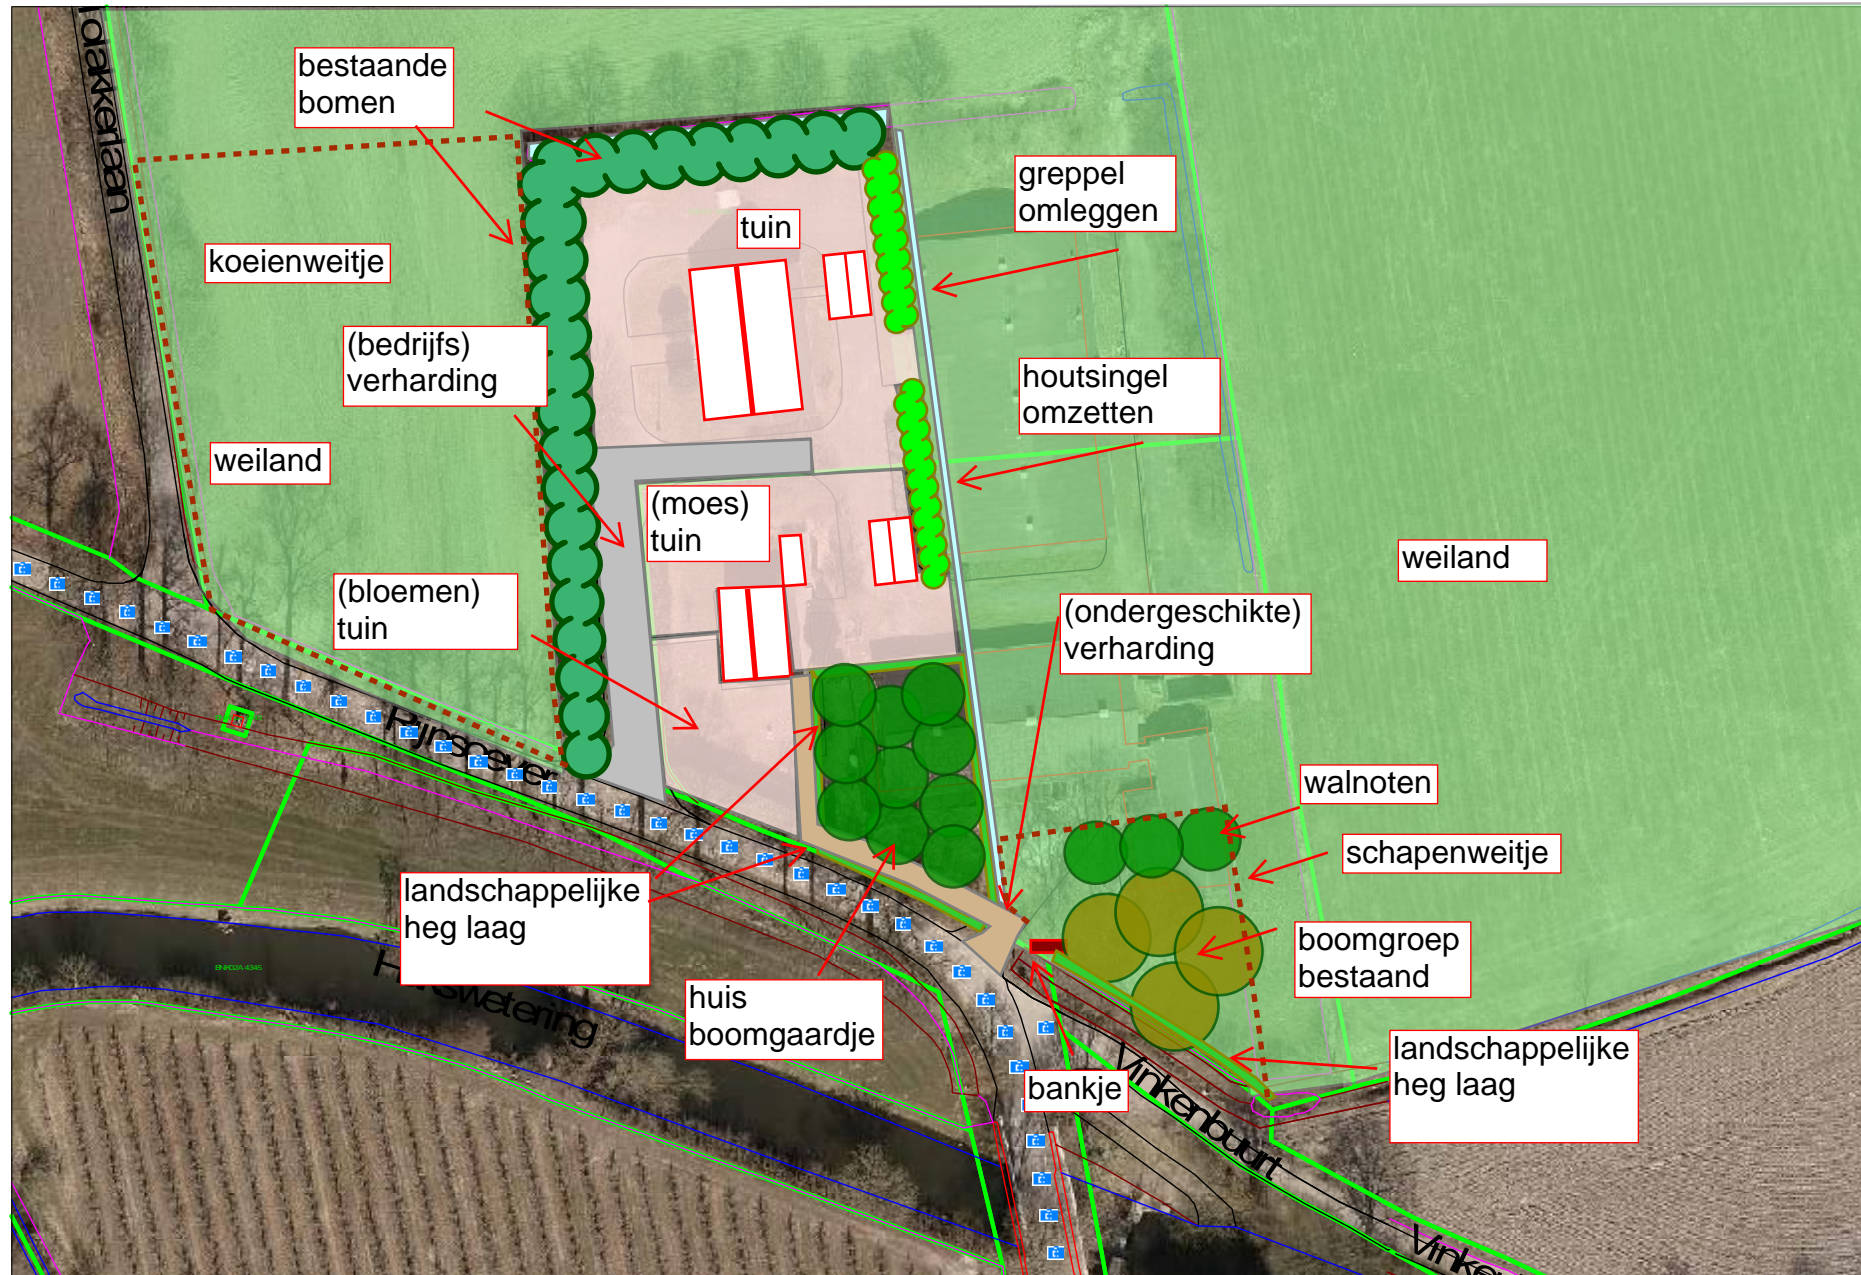 bestaande
bomen
greppel
omleggen
tuin
koeienweitje
(bedrijfs)
verharding
houtsingel
omzetten
weiland
(moes)
tuin
weiland
(bloemen)
tuin
(ondergeschikte)
verharding
Rijnsoever
walnoten
schapenweitje
landschappelijke
heg laag
boomgroep
bestaand
huis
boomgaardje
landschappelijke
heg laag
bankje
Vinkenbuurt